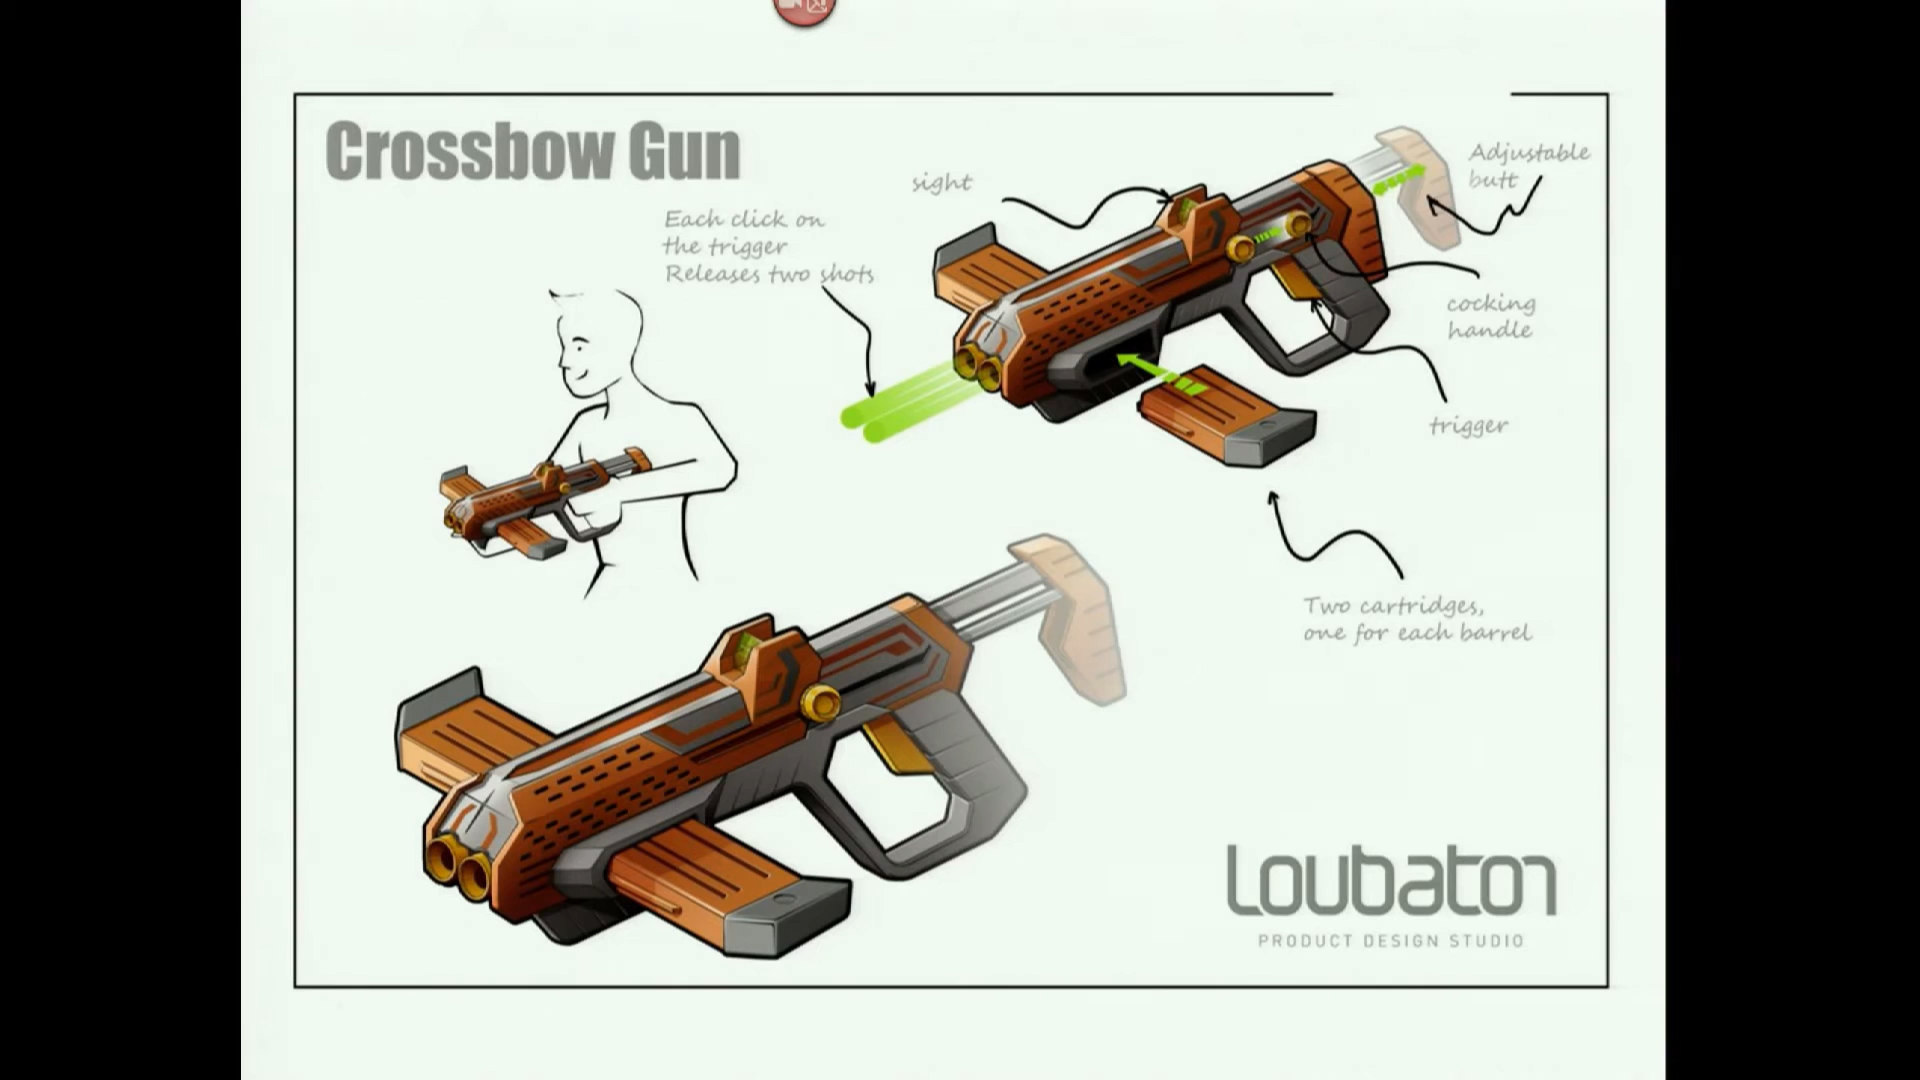 Crossbow Gun
Each click on
the trigger
Releases two shots
sight
Adjustable
butt
cocking
handle
trigger
Two cartridges,
one for each barrel
Loubaton
PRODUCT DESIGN STUDIO